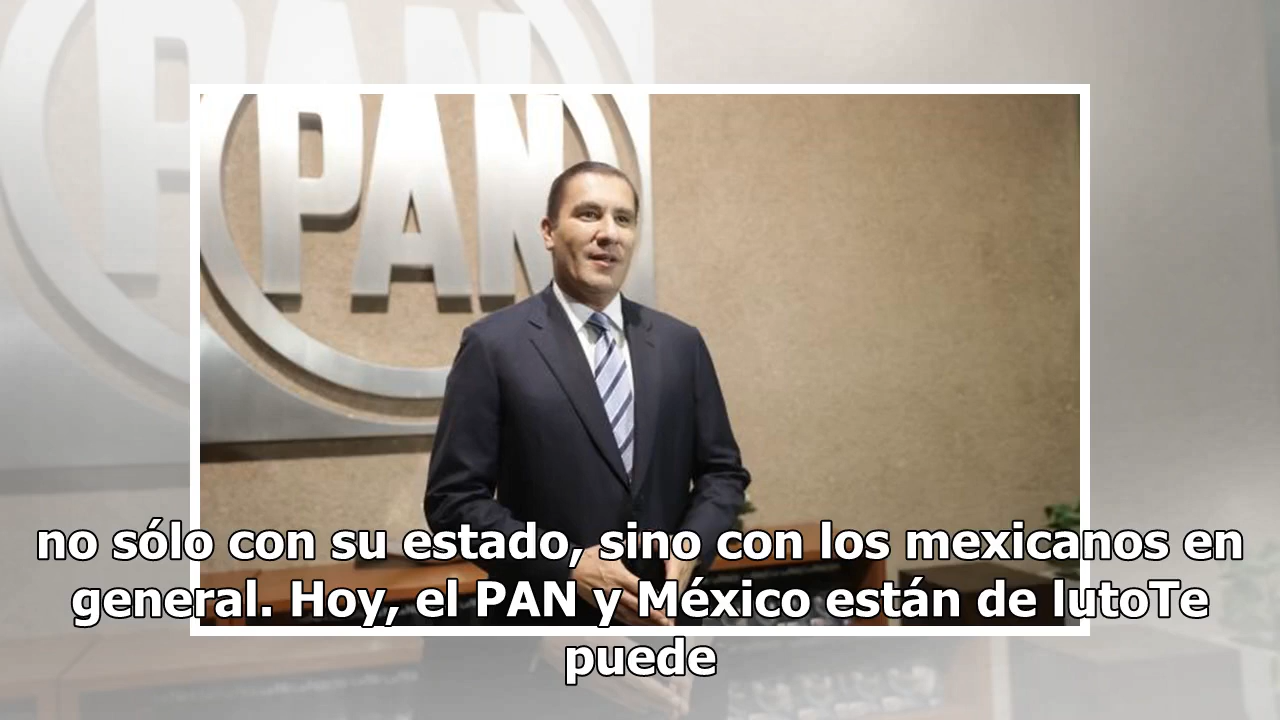 PAN
PAN
no sólo con su estado, sino con los mexicanos en
general. Hoy, el PAN y México están de lutoTe
puede